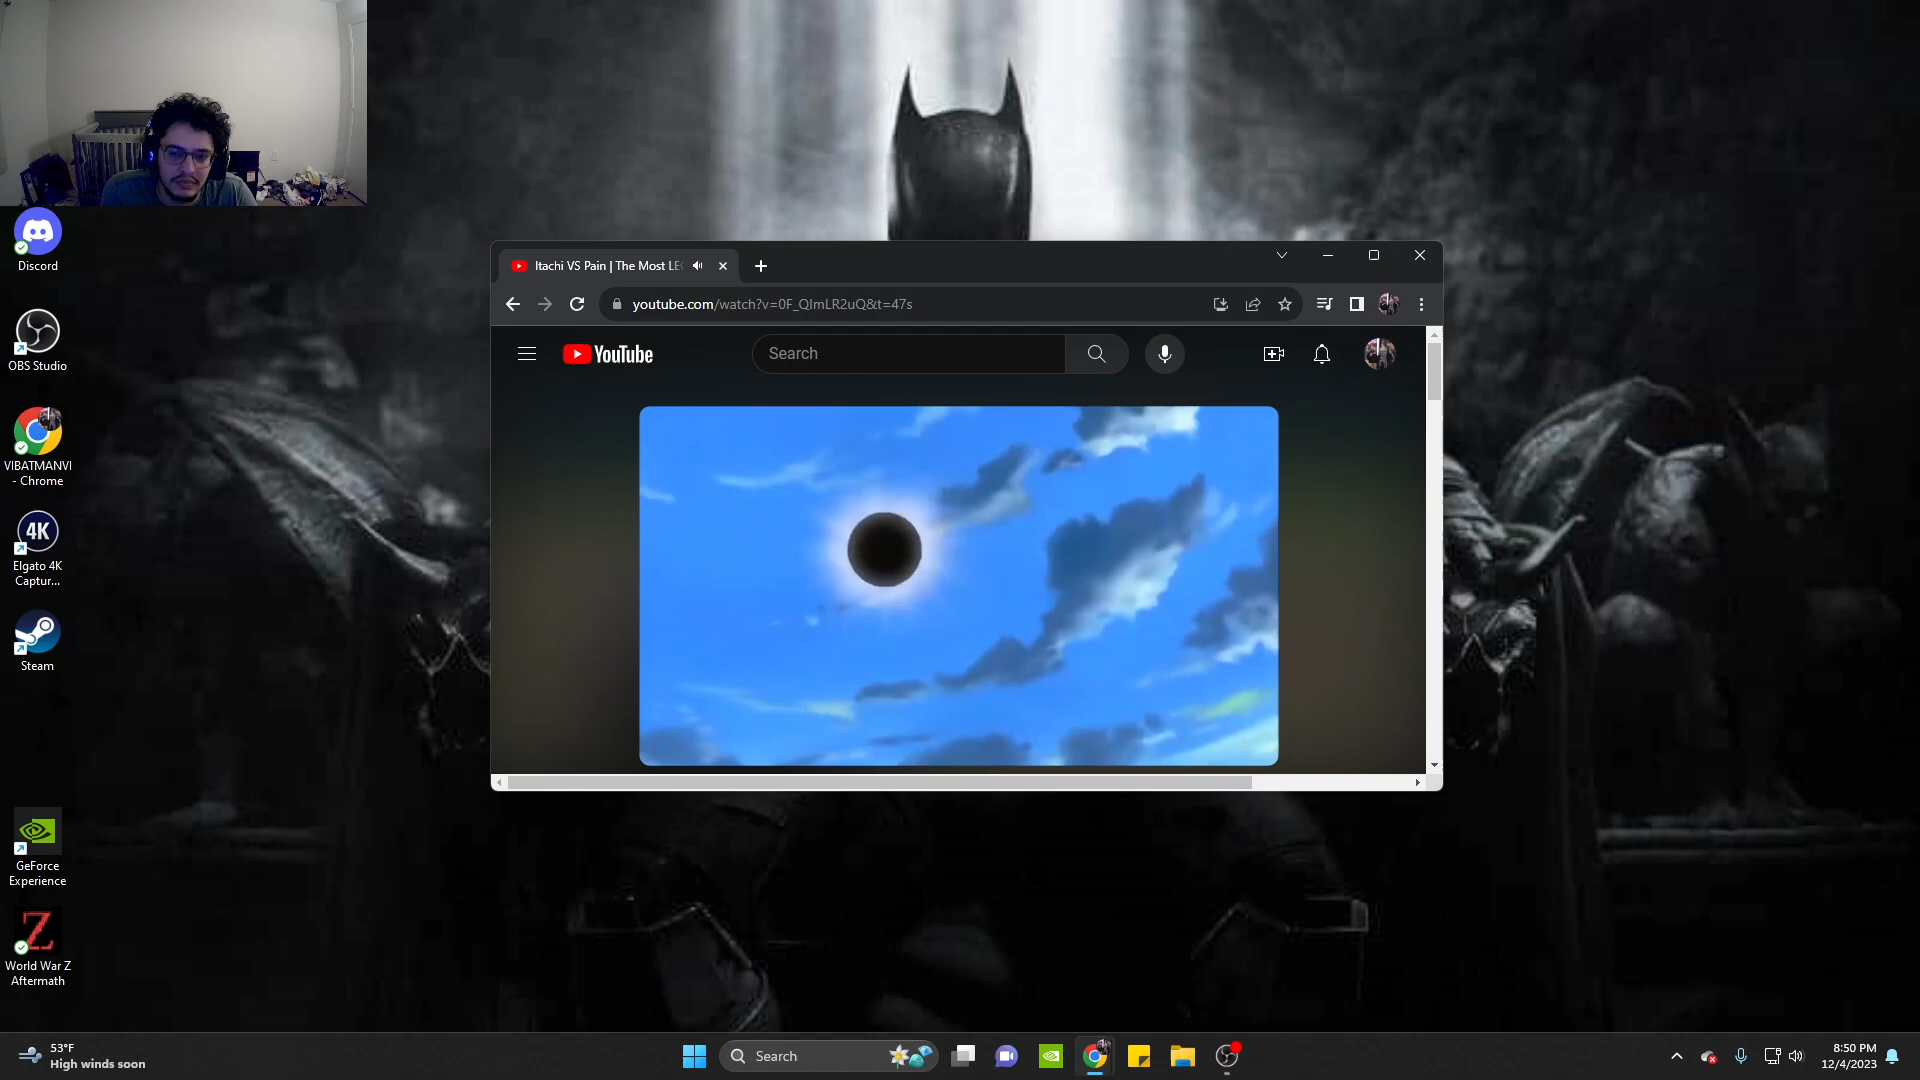 Discord
OBS Studio
VIBATMANVI
- Chrome
4K
Elgato 4K
Captur...
Steam
GeForce
Experience
Z
World War Z
Aftermath
Itachi VS Pain | The Most LE
youtube.com/watch?v=0F_QlmLR2uQ&t=47s
YouTube
Search
53°F
High winds soon
Search
8:50 PM
12/4/2023